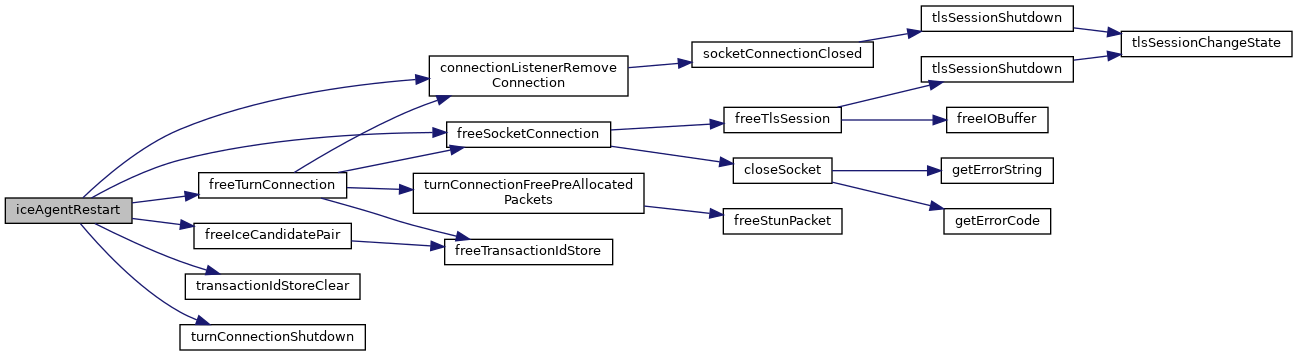 tlsSessionShutdown
tlsSessionChangeState
socketConnectionClosed
connectionListenerRemove
Connection
tlsSessionShutdown
freeTlsSession
freeIOBuffer
freeSocketConnection
closeSocket
getErrorString
freeTurnConnection
turnConnectionFreePreAllocated
Packets
iceAgentRestart
freeStunPacket
getErrorCode
freeIceCandidatePair
freeTransactionIdStore
transactionIdStoreClear
turnConnectionShutdown